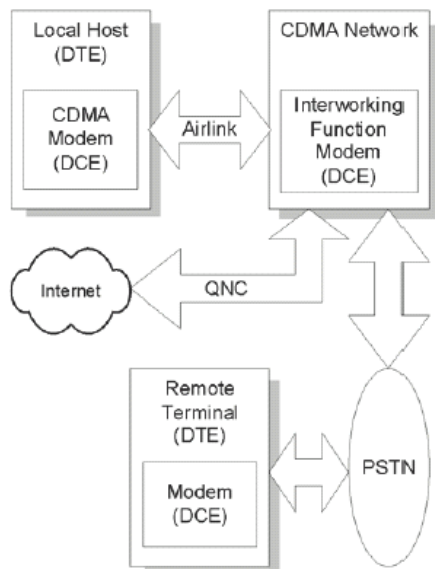 Local Host
(DTE)
CDMA
Modem
(DCE)
Airlink
CDMA Network
Interworking
Function
Modem
(DCE)
Internet
QNC
Remote
Terminal
(DTE)
Modem
(DCE)
PSTN